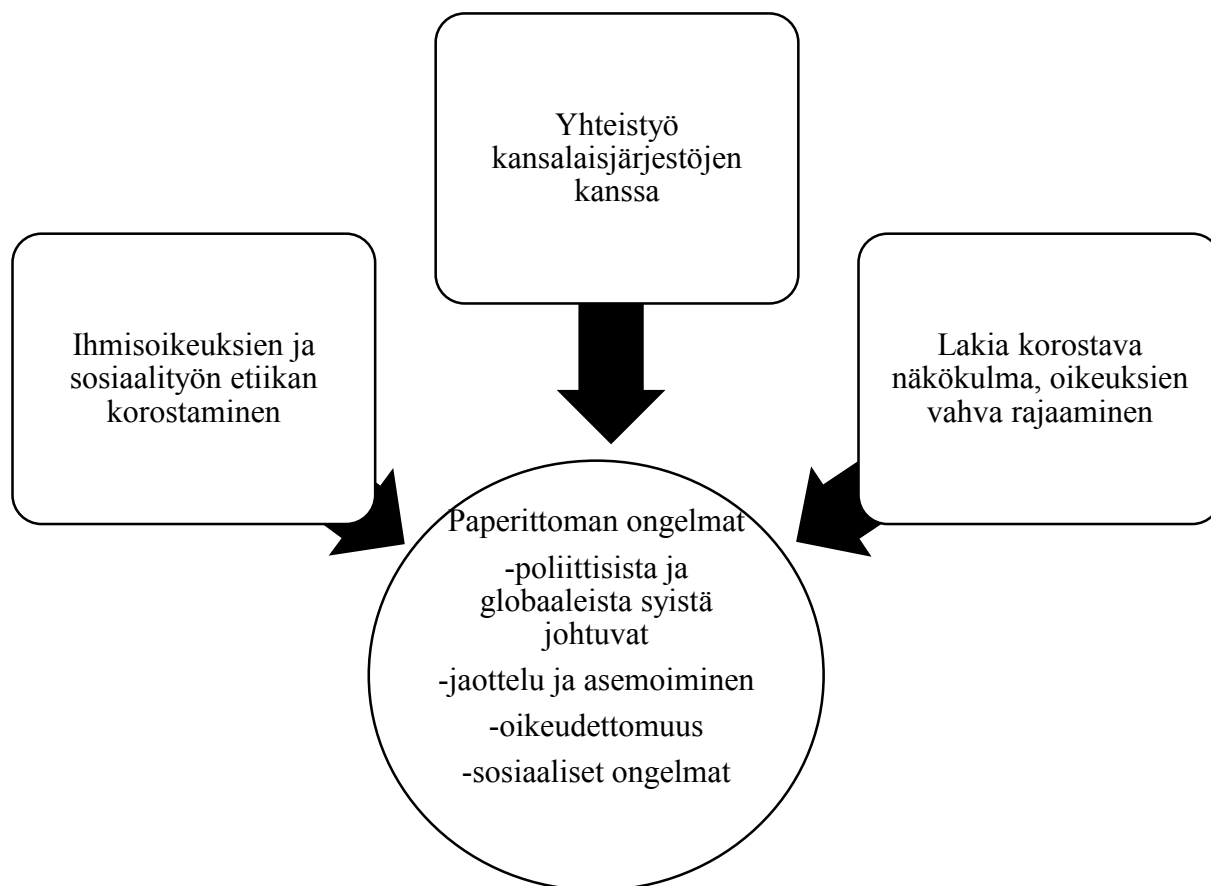 Yhteistyö
kansalaisjärjestöjen
kanssa
Ihmisoikeuksien ja
sosiaalityön etiikan
korostaminen
Lakia korostava
näkökulma, oikeuksien
vahva rajaaminen
Paperittoman ongelmat
-poliittisista ja
globaaleista syistä
johtuvat
-jaottelu ja asemoiminen
-oikeudettomuus
-sosiaaliset ongelmat